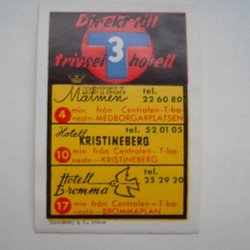 Direkt till
3
trivsel hotell
Hotell
Malmen
tel.
22 60 80
4 min från Centralen - T-ba-
nestn - MEDBORGARPLATSEN
Hotell tel. 52 01 05
KRISTINEBERG
10 min. från Centralen - T-ba-
nestn - KRISTINEBERG
Hotell tel.
Bromma 25 29 20
17 min från Centralen - T-ba-
nestn - BROMMAPLAN